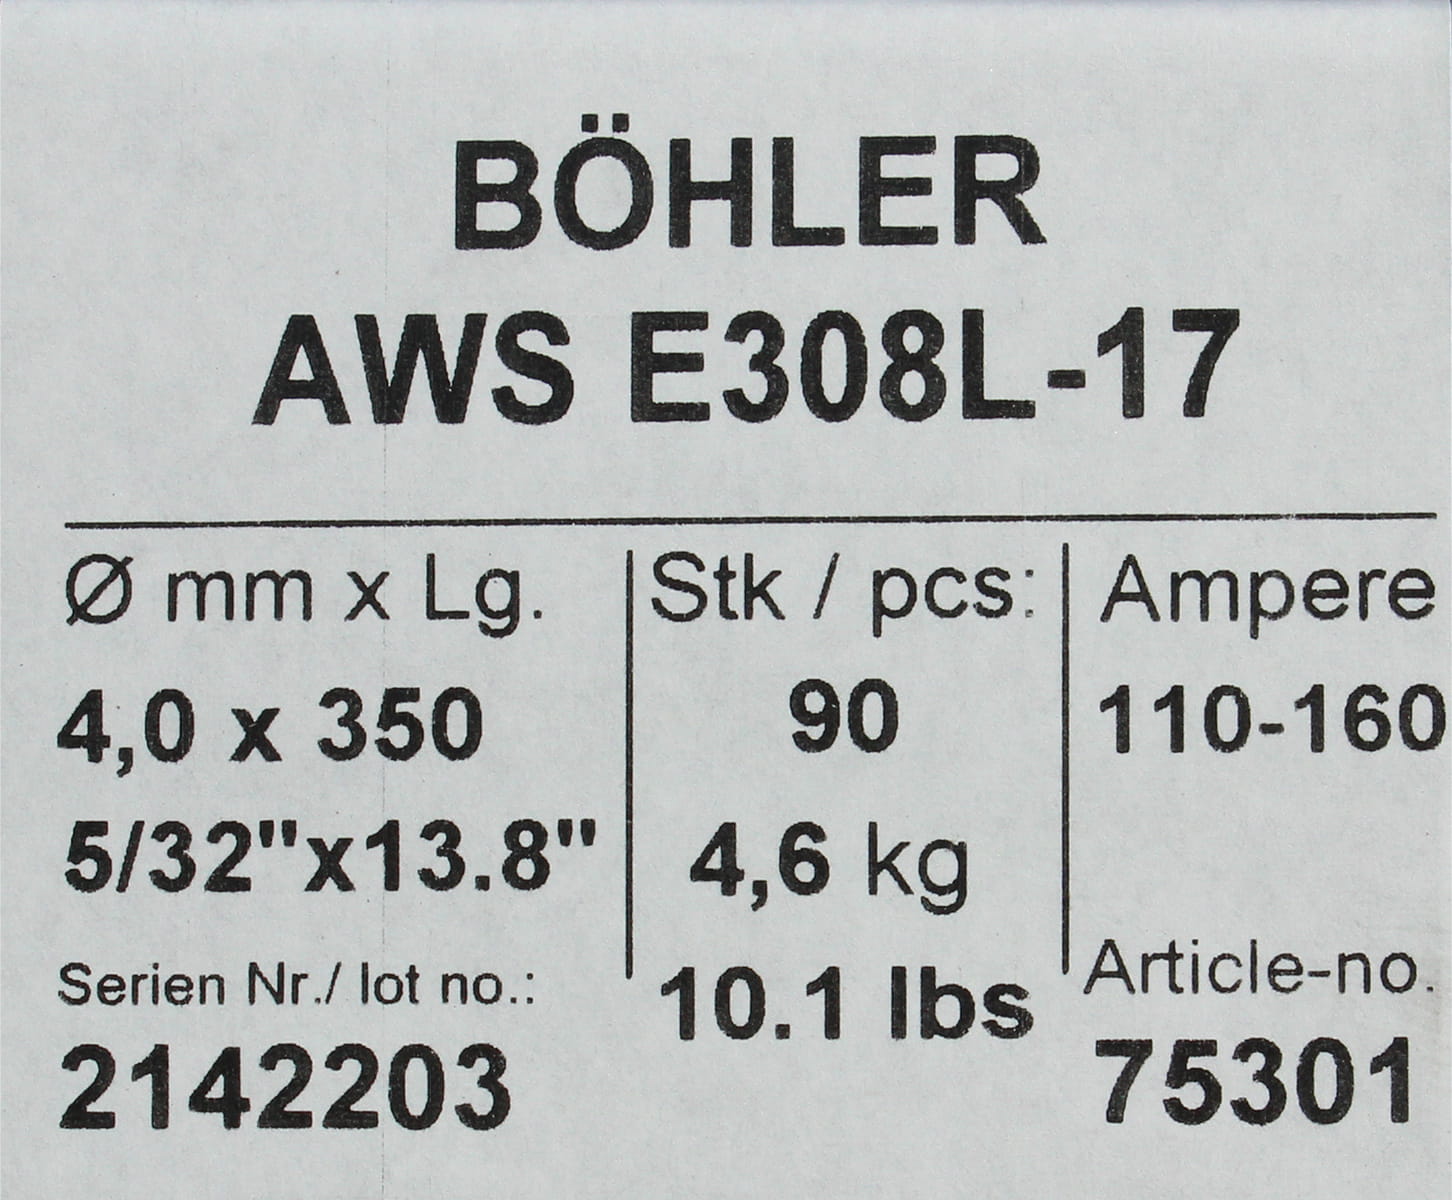 BÖHLER
AWS E308L-17
Ø mm x Lg.
4,0 x 350
5/32"x13.8"
Serien Nr./ lot no.:
2142203
Stk / pcs:
90
4,6 kg
10.1 lbs
Ampere
110-160
Article-no.
75301